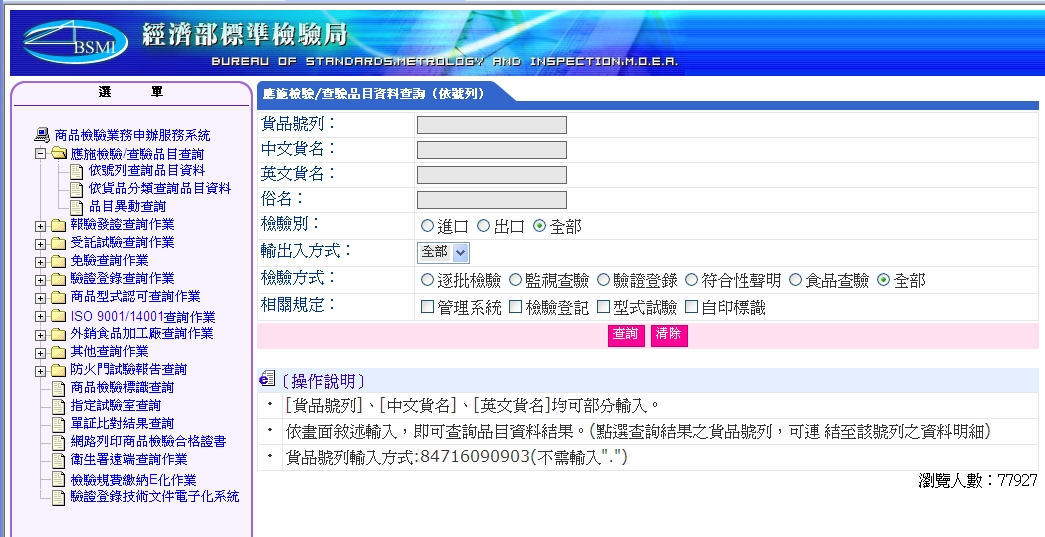 BSMI
經濟部標準檢驗局
BUREAU OF STANDARDS.METROLOGY AND INSPECTION.M.O.E.A.
選 單
商品檢驗業務申辦服務系統
應施檢驗/查驗品目查詢
依號列查詢品目資料
依貨品分類查詢品目資料
品目異動查詢
報驗發證查詢作業
受託試驗查詢作業
免驗查詢作業
驗證登錄查詢作業
商品型式認可查詢作業
ISO 9001/14001查詢作業
外銷食品加工廠查詢作業
其他查詢作業
防火門試驗報告查詢
商品檢驗標識查詢
指定試驗室查詢
單証比對結果查詢
網路列印商品檢驗合格證書
衛生署遠端查詢作業
檢驗規費繳納E化作業
驗證登錄技術文件電子化系統
應施檢驗/查驗品目資料查詢（依號列）
貨品號列：
中文貨名：
英文貨名：
俗名：
檢驗別： 進口 出口 全部
輸出入方式： 全部
檢驗方式： 逐批檢驗 監視查驗 驗證登錄 符合性聲明 食品查驗 全部
相關規定： 管理系統 檢驗登記 型式試驗 自印標識
查詢 清除
〔操作說明〕
‧ [貨品號列]、[中文貨名]、[英文貨名]均可部分輸入。
‧ 依畫面敘述輸入，即可查詢品目資料結果。(點選查詢結果之貨品號列，可連 結至該號列之資料明細)
‧ 貨品號列輸入方式:84716090903(不需輸入".")
瀏覽人數：77927